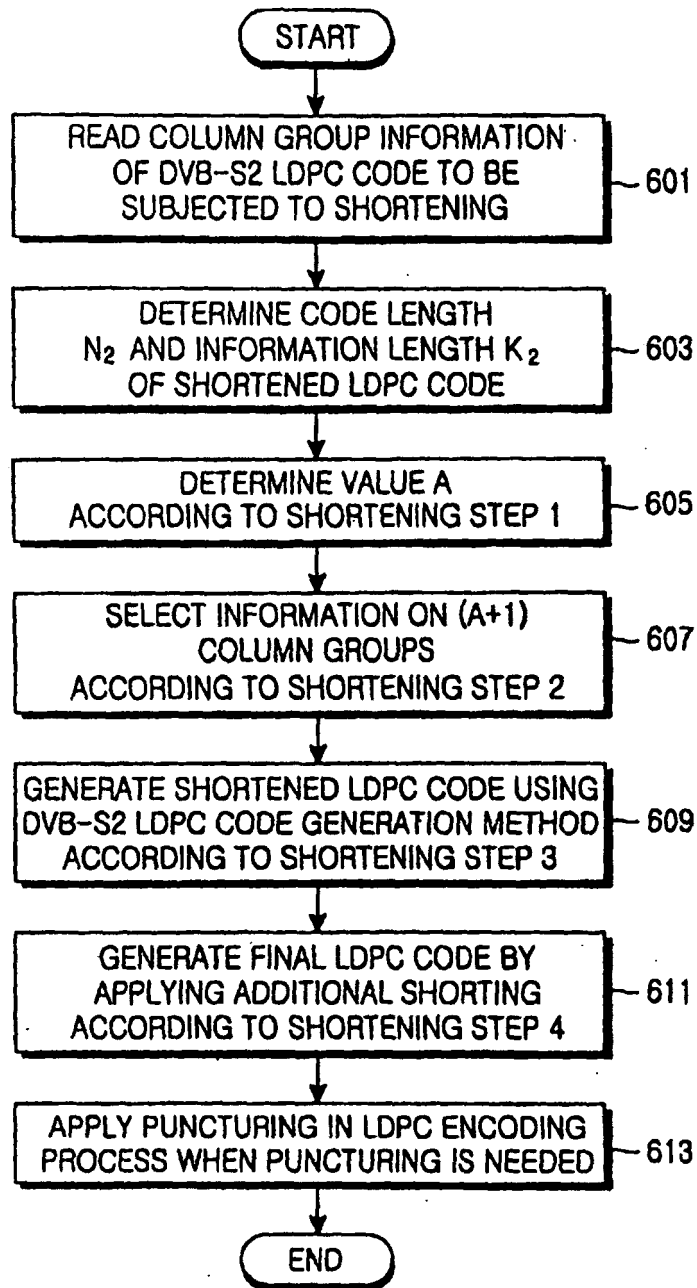 START
READ COLUMN GROUP INFORMATION
OF DVB-S2 LDPC CODE TO BE
SUBJECTED TO SHORTENING
601
DETERMINE CODE LENGTH
N₂ AND INFORMATION LENGTH K₂
OF SHORTENED LDPC CODE
603
DETERMINE VALUE A
ACCORDING TO SHORTENING STEP 1
605
SELECT INFORMATION ON (A+1)
COLUMN GROUPS
ACCORDING TO SHORTENING STEP 2
607
GENERATE SHORTENED LDPC CODE USING
DVB-S2 LDPC CODE GENERATION METHOD
ACCORDING TO SHORTENING STEP 3
609
GENERATE FINAL LDPC CODE BY
APPLYING ADDITIONAL SHORTING
ACCORDING TO SHORTENING STEP 4
611
APPLY PUNCTURING IN LDPC ENCODING
PROCESS WHEN PUNCTURING IS NEEDED
613
END